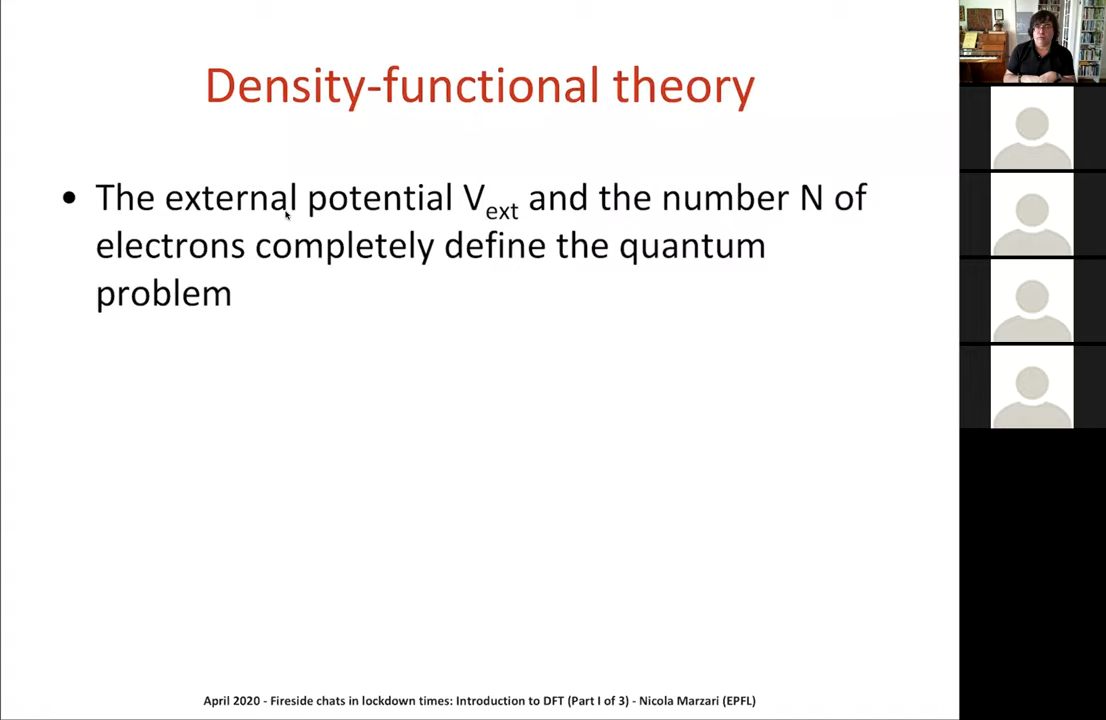 Density-functional theory
• The external potential Vext and the number N of
electrons completely define the quantum
problem
April 2020 - Fireside chats in lockdown times: Introduction to DFT (Part I of 3) - Nicola Marzari (EPFL)